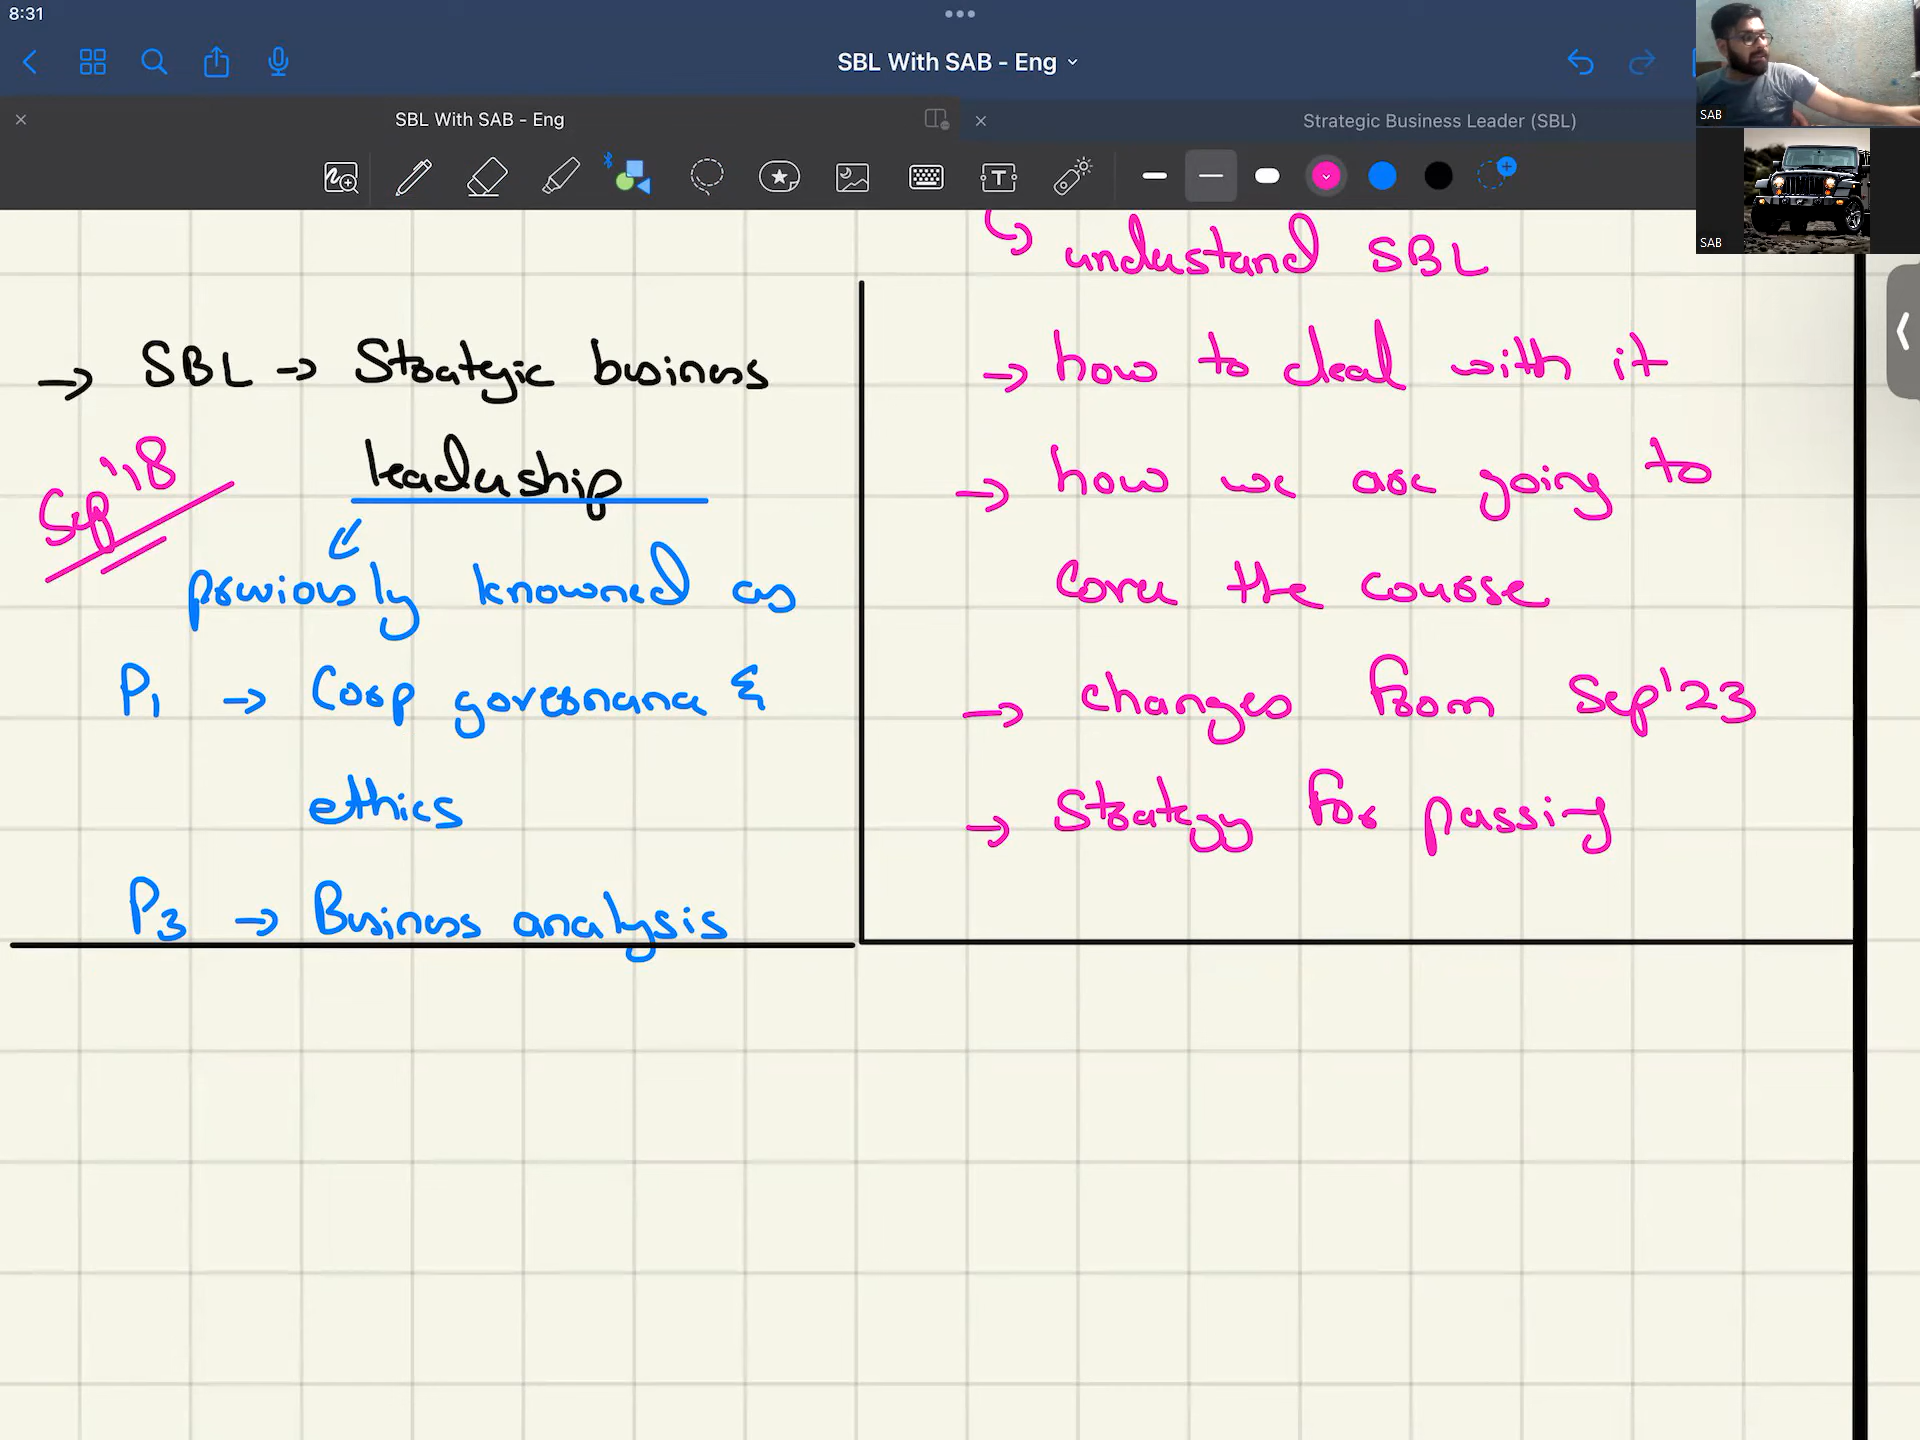 8:31
SBL With SAB - Eng
SBL With SAB - Eng
Strategic Business Leader (SBL)
SAB
SAB
→ SBL → Strategic business
leadership
Sep'18
previously knowned as
P1 → Corp governance &
ethics
P3 → Business analysis
understand SBL
→ how to deal with it
→ how we are going to
cover the course
→ changes from Sep'23
→ Strategy for passing